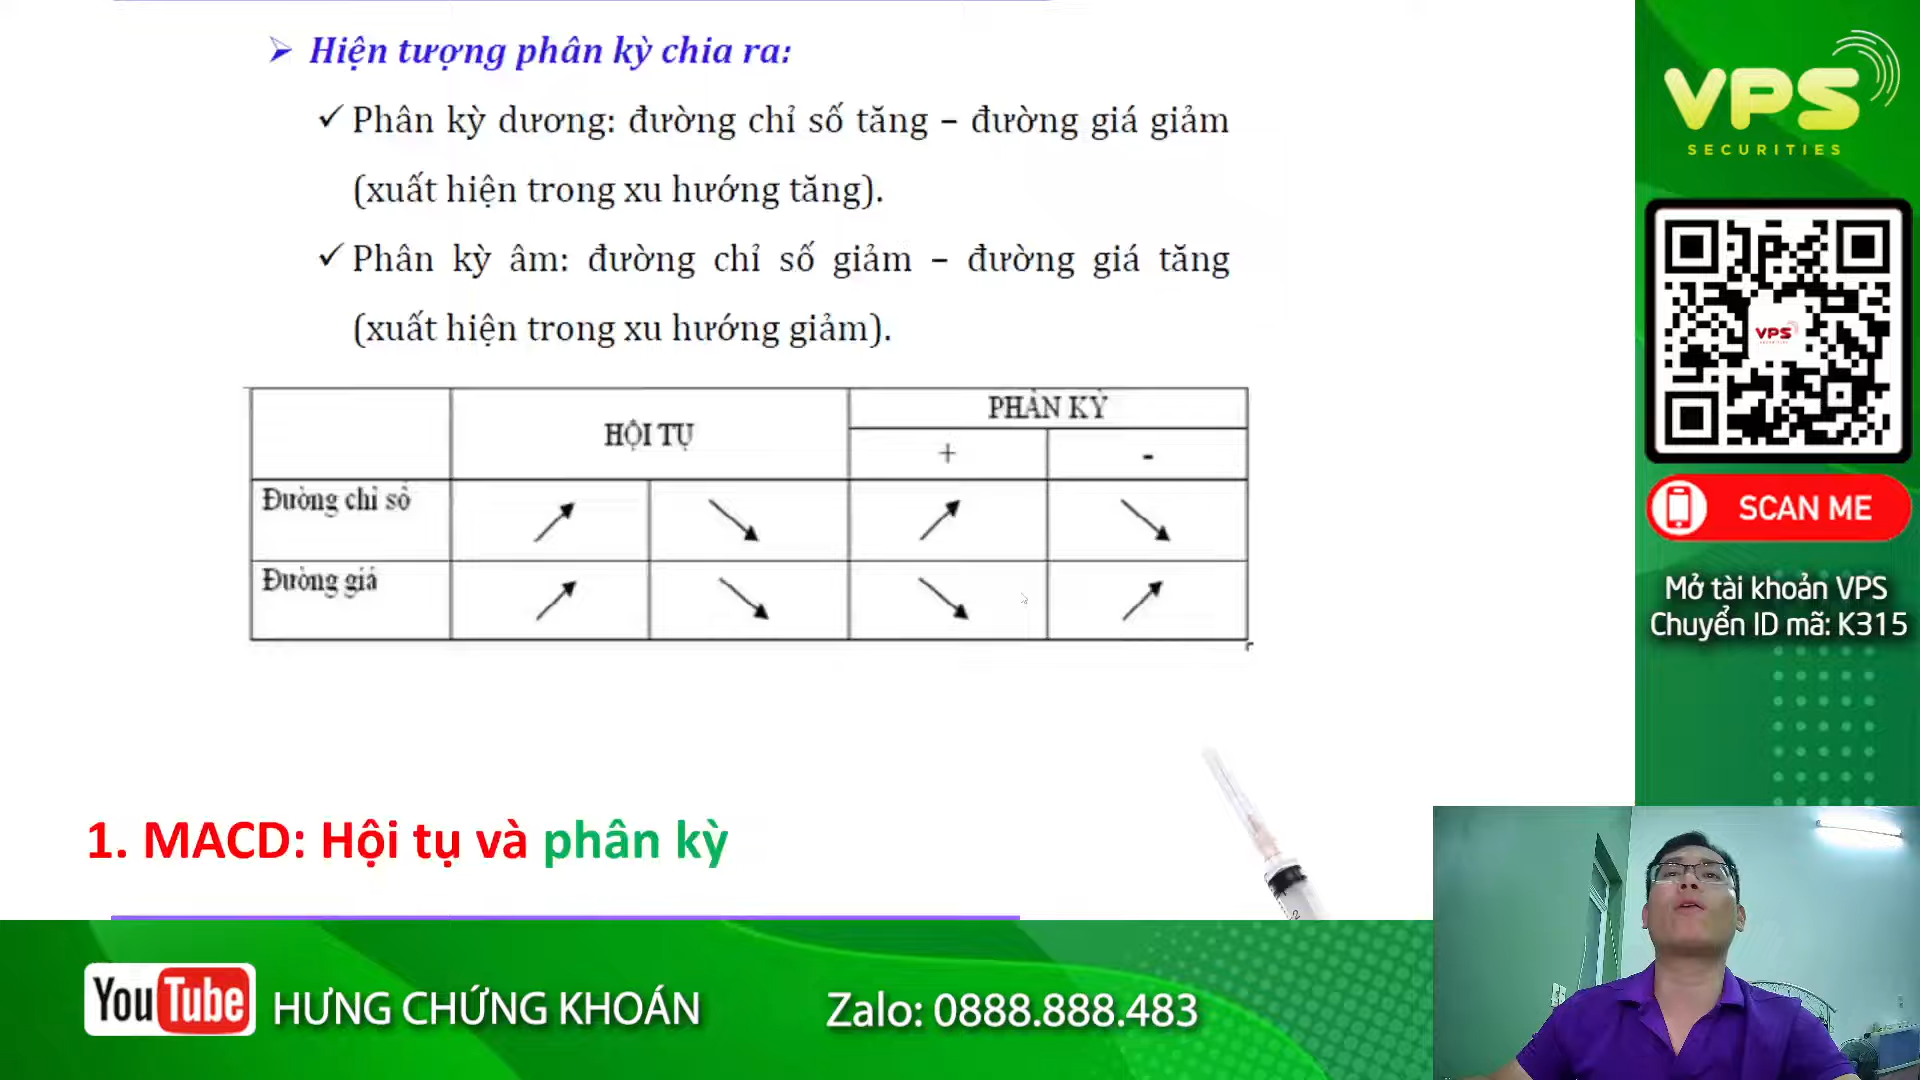 Hiện tượng phân kỳ chia ra:
Phân kỳ dương: đường chỉ số tăng – đường giá giảm
(xuất hiện trong xu hướng tăng).
Phân kỳ âm: đường chỉ số giảm – đường giá tăng
(xuất hiện trong xu hướng giảm).
HỘI TỤ
PHÂN KỲ
+
-
Đường chỉ số
Đường giá
1. MACD: Hội tụ và phân kỳ
YouTube HƯNG CHỨNG KHOÁN
Zalo: 0888.888.483
VPS
SECURITIES
VPS
SCAN ME
Mở tài khoản VPS
Chuyển ID mã: K315